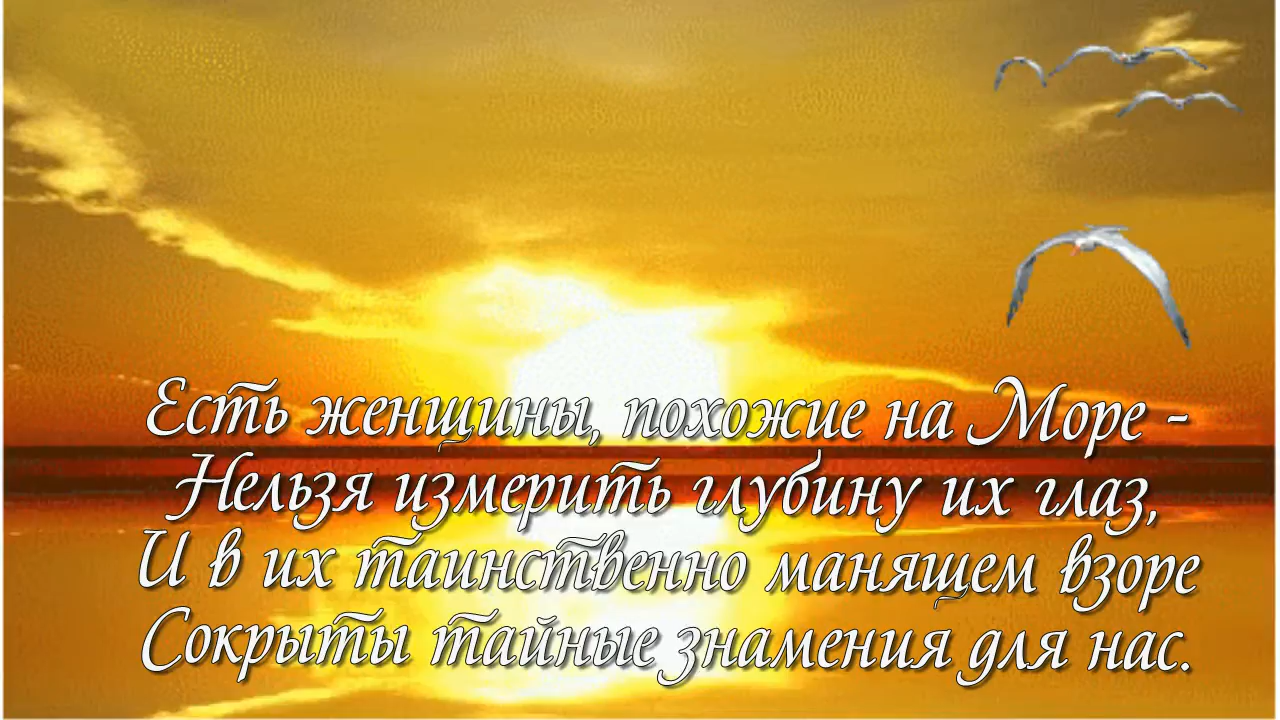 Есть женщины, похожие на Море -
Нельзя измерить глубину их глаз,
И в их таинственно манящем взоре
Сокрыты тайные знамения для нас.